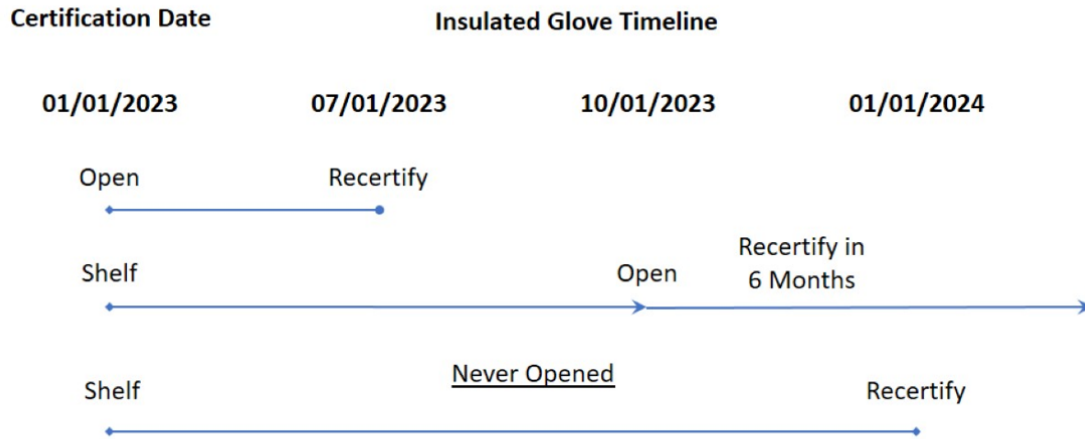 Certification Date
Insulated Glove Timeline
01/01/2023 07/01/2023 10/01/2023 01/01/2024
Open Recertify
Shelf Open Recertify in
6 Months
Shelf Never Opened Recertify